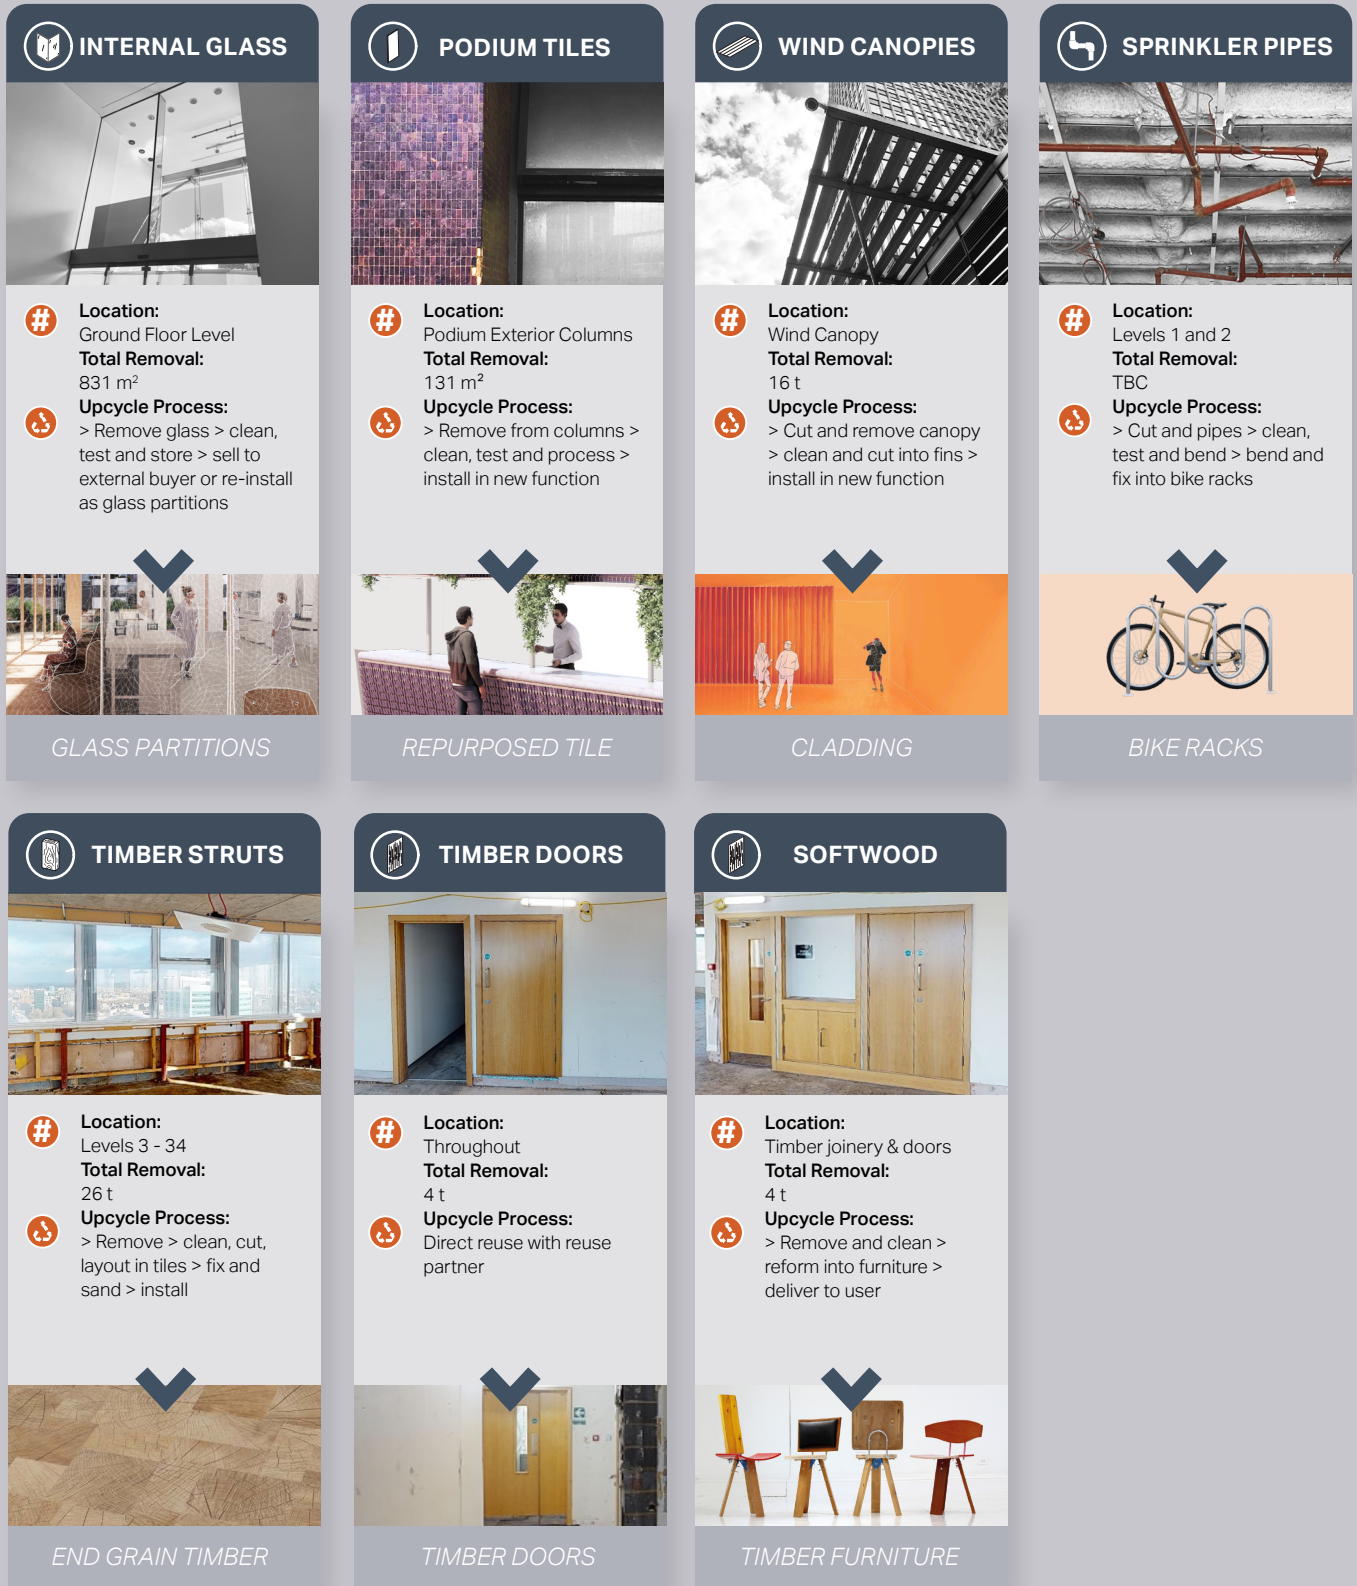 INTERNAL GLASS
Location:
Ground Floor Level
Total Removal:
831 m²
Upcycle Process:
> Remove glass > clean,
test and store > sell to
external buyer or re-install
as glass partitions
GLASS PARTITIONS
PODIUM TILES
Location:
Podium Exterior Columns
Total Removal:
131 m²
Upcycle Process:
> Remove from columns >
clean, test and process >
install in new function
REPURPOSED TILE
WIND CANOPIES
Location:
Wind Canopy
Total Removal:
16 t
Upcycle Process:
> Cut and remove canopy
> clean and cut into fins >
install in new function
CLADDING
SPRINKLER PIPES
Location:
Levels 1 and 2
Total Removal:
TBC
Upcycle Process:
> Cut and pipes > clean,
test and bend > bend and
fix into bike racks
BIKE RACKS
TIMBER STRUTS
Location:
Levels 3 - 34
Total Removal:
26 t
Upcycle Process:
> Remove > clean, cut,
layout in tiles > fix and
sand > install
END GRAIN TIMBER
TIMBER DOORS
Location:
Throughout
Total Removal:
4 t
Upcycle Process:
Direct reuse with reuse
partner
TIMBER DOORS
SOFTWOOD
Location:
Timber joinery & doors
Total Removal:
4 t
Upcycle Process:
> Remove and clean >
reform into furniture >
deliver to user
TIMBER FURNITURE